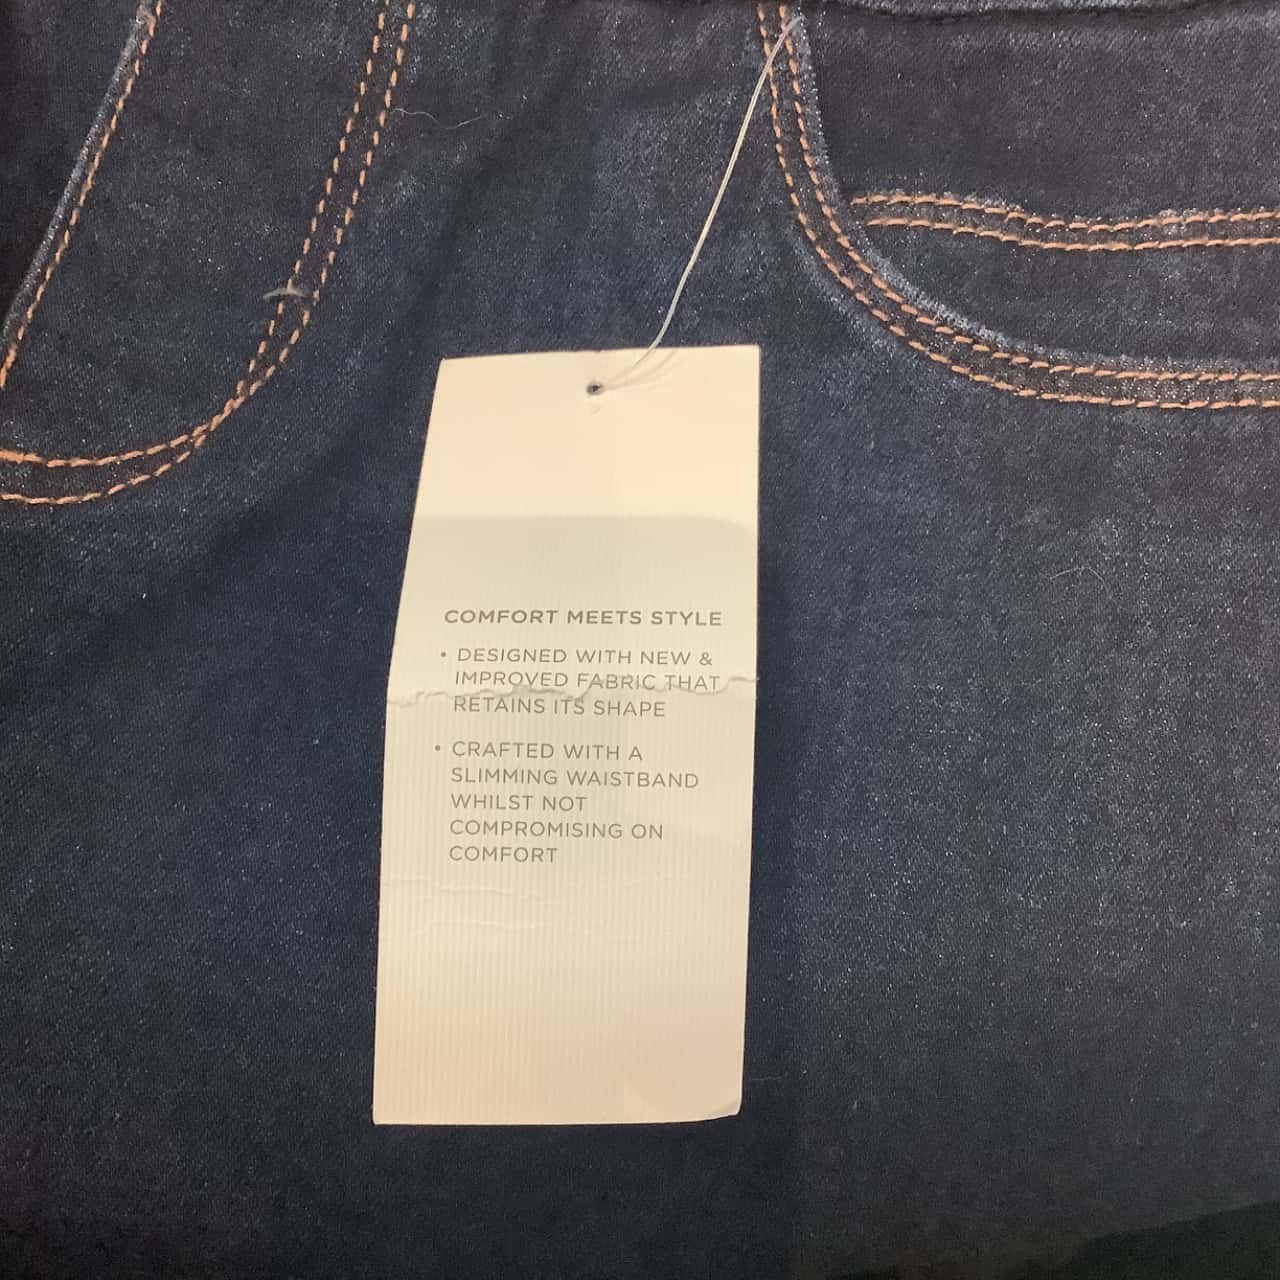 COMFORT MEETS STYLE
• DESIGNED WITH NEW &
IMPROVED FABRIC THAT
RETAINS ITS SHAPE
• CRAFTED WITH A
SLIMMING WAISTBAND
WHILST NOT
COMPROMISING ON
COMFORT